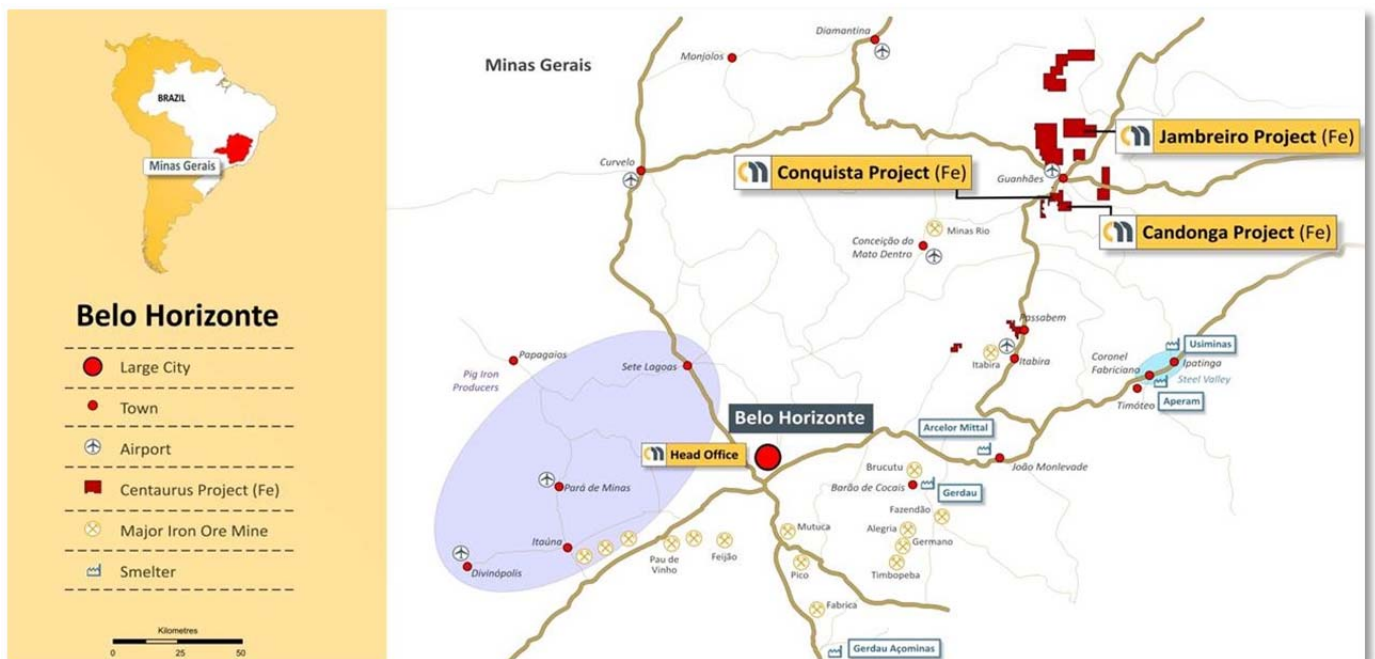 BRAZIL
Minas Gerais
Belo Horizonte
Large City
Town
Airport
Centaurus Project (Fe)
Major Iron Ore Mine
Smelter
Kilometres
0 25 50
Minas Gerais
Diamantina
Monjolos
Curvelo
Jambreiro Project (Fe)
Conquista Project (Fe)
Guanhães
Candonga Project (Fe)
Minas Rio
Conceição do
Mato Dentro
Passabem
Itabira
Itabira
Papagaios
Pig Iron
Producers
Sete Lagoas
Usiminas
Coronel
Fabriciana
Ipatinga
Steel Valley
Timóteo
Aperam
Belo Horizonte
Head Office
Arcelor Mittal
João Monlevade
Brucutu
Barão de Cocais
Gerdau
Fazendão
Pará de Minas
Itaúna
Divinópolis
Pau de
Vinho
Feijão
Mutuca
Alegria
Germano
Pico
Timbopeba
Fabrica
Gerdau Açominas